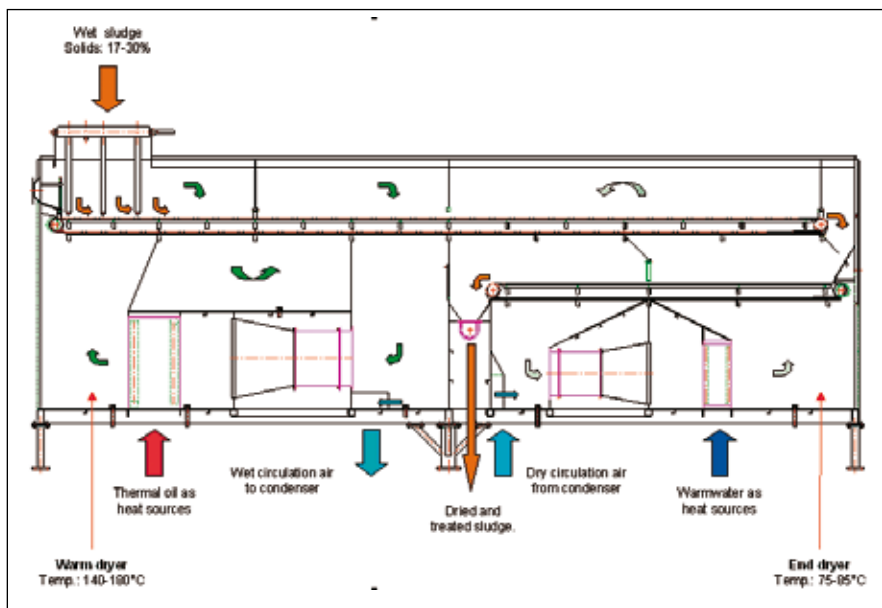 Wet sludge
Solids: 17-30%
Thermal oil as
heat sources
Wet circulation air
to condenser
Dried and
treated sludge.
Dry circulation air
from condenser
Warmwater as
heat sources
Warm dryer
Temp.: 140-180°C
End dryer
Temp.: 75-85°C